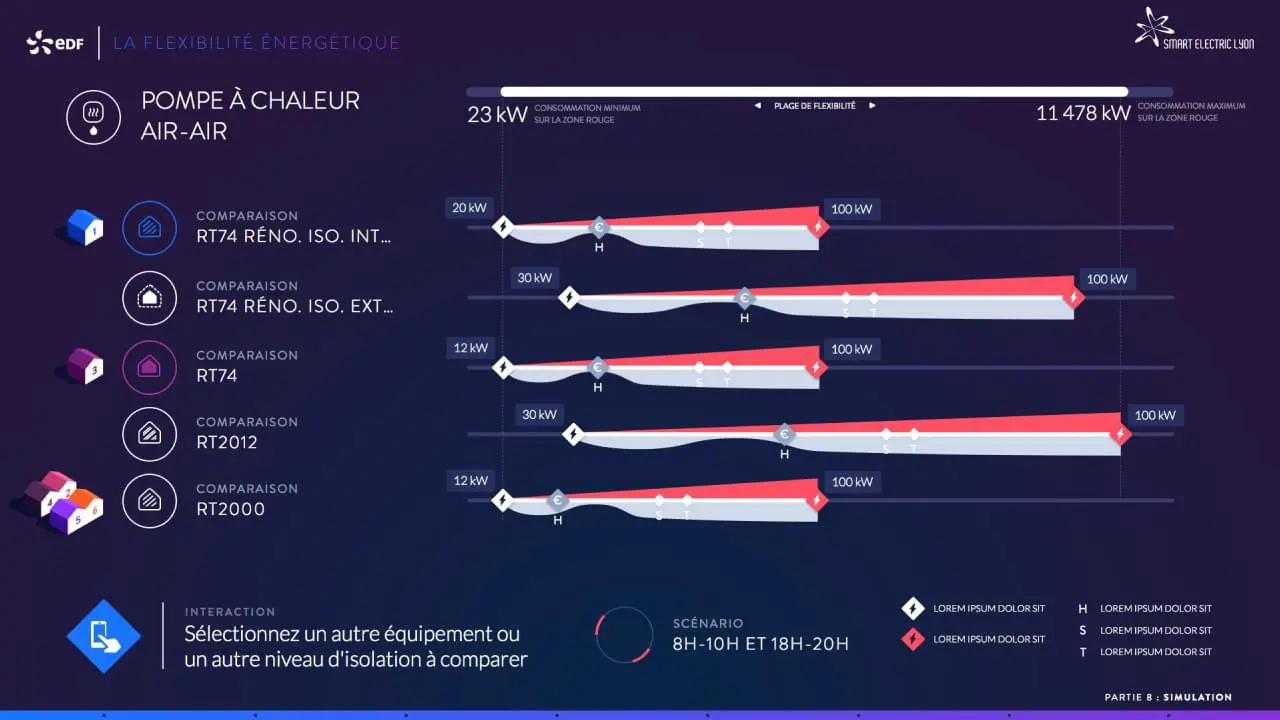 edf
LA FLEXIBILITÉ ÉNERGÉTIQUE
SMART ELECTRIC LYON
POMPE À CHALEUR
AIR-AIR
23 kW
CONSOMMATION MINIMUM
SUR LA ZONE ROUGE
PLAGE DE FLEXIBILITÉ
11 478 kW
CONSOMMATION MAXIMUM
SUR LA ZONE ROUGE
1
COMPARAISON
RT74 RÉNO. ISO. INT...
20 kW
€
H
S
T
100 kW
COMPARAISON
RT74 RÉNO. ISO. EXT...
30 kW
€
H
S
T
100 kW
3
COMPARAISON
RT74
12 kW
€
H
S
T
100 kW
COMPARAISON
RT2012
30 kW
€
H
S
T
100 kW
2
4
6
5
COMPARAISON
RT2000
12 kW
€
H
S
T
100 kW
INTERACTION
Sélectionnez un autre équipement ou
un autre niveau d'isolation à comparer
SCÉNARIO
8H-10H ET 18H-20H
LOREM IPSUM DOLOR SIT
LOREM IPSUM DOLOR SIT
H LOREM IPSUM DOLOR SIT
S LOREM IPSUM DOLOR SIT
T LOREM IPSUM DOLOR SIT
PARTIE 8 : SIMULATION